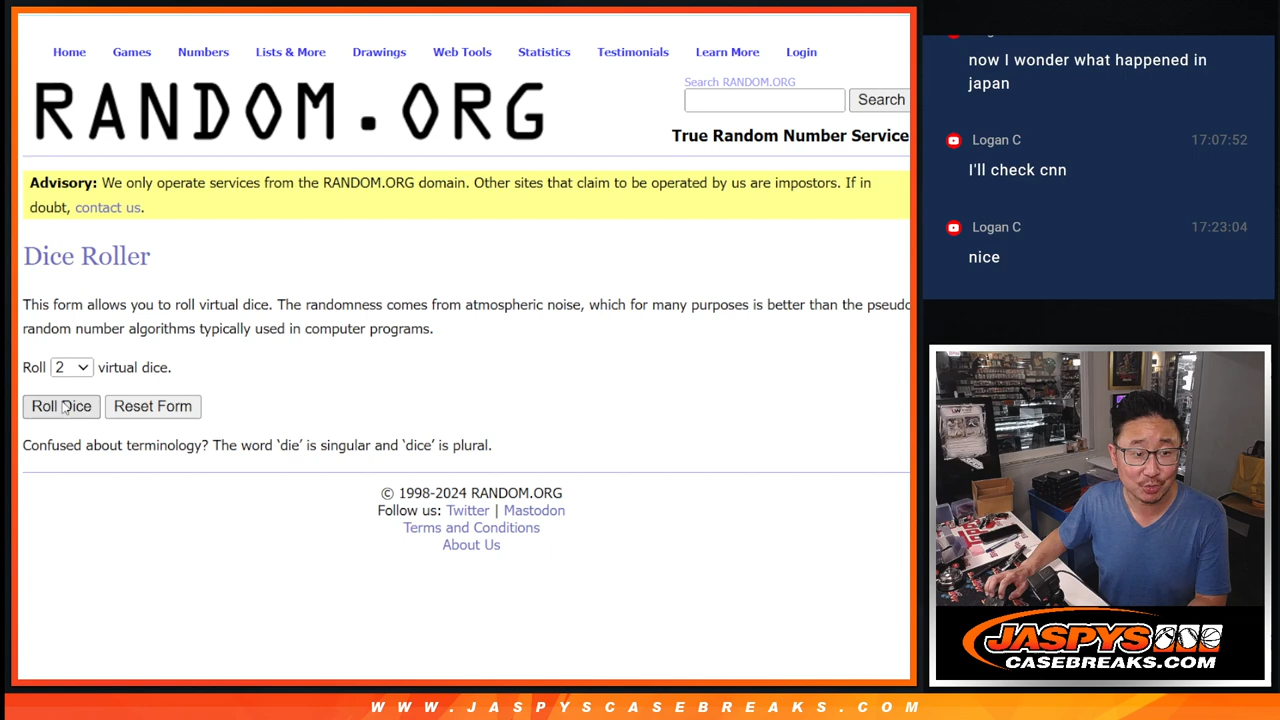 Home Games Numbers Lists & More Drawings Web Tools Statistics Testimonials Learn More Login
RANDOM.ORG
Search RANDOM.ORG
Search
True Random Number Service
Advisory: We only operate services from the RANDOM.ORG domain. Other sites that claim to be operated by us are impostors. If in
doubt, contact us.
Dice Roller
This form allows you to roll virtual dice. The randomness comes from atmospheric noise, which for many purposes is better than the pseudo
random number algorithms typically used in computer programs.
Roll 2 virtual dice.
Roll Dice Reset Form
Confused about terminology? The word ‘die’ is singular and ‘dice’ is plural.
© 1998-2024 RANDOM.ORG
Follow us: Twitter | Mastodon
Terms and Conditions
About Us
now I wonder what happened in
japan
Logan C 17:07:52
I'll check cnn
Logan C 17:23:04
nice
JASPYS
CASEBREAKS.COM
WWW.JASPYSCASEBREAKS.COM